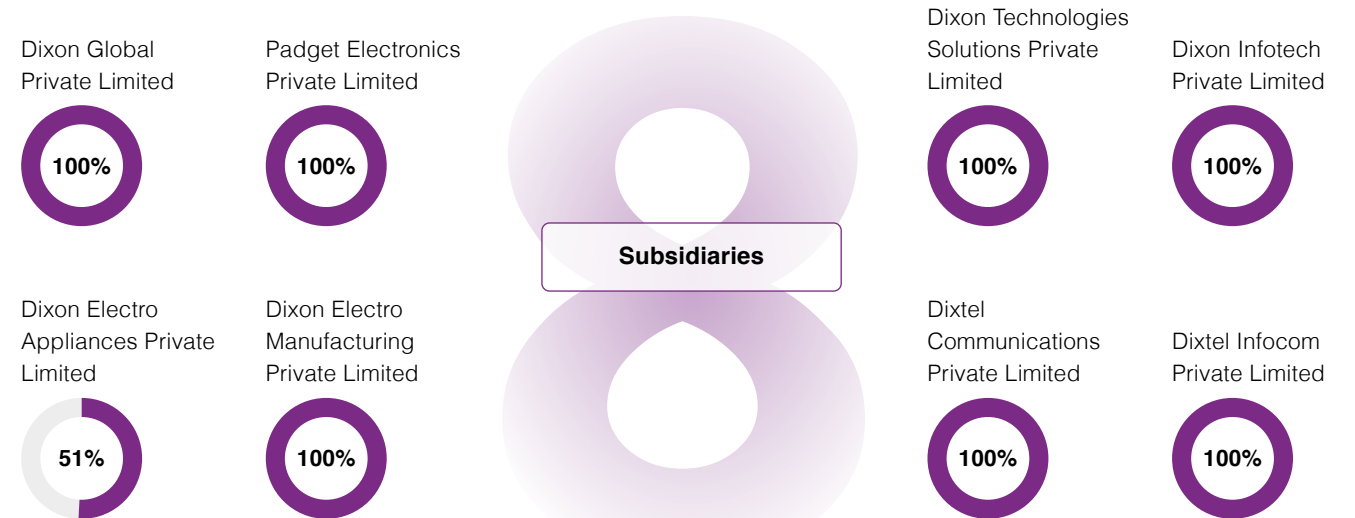 Dixon Global
Private Limited
100%
Padget Electronics
Private Limited
100%
8
Subsidiaries
Dixon Technologies
Solutions Private
Limited
100%
Dixon Infotech
Private Limited
100%
Dixon Electro
Appliances Private
Limited
51%
Dixon Electro
Manufacturing
Private Limited
100%
Dixtel
Communications
Private Limited
100%
Dixtel Infocom
Private Limited
100%